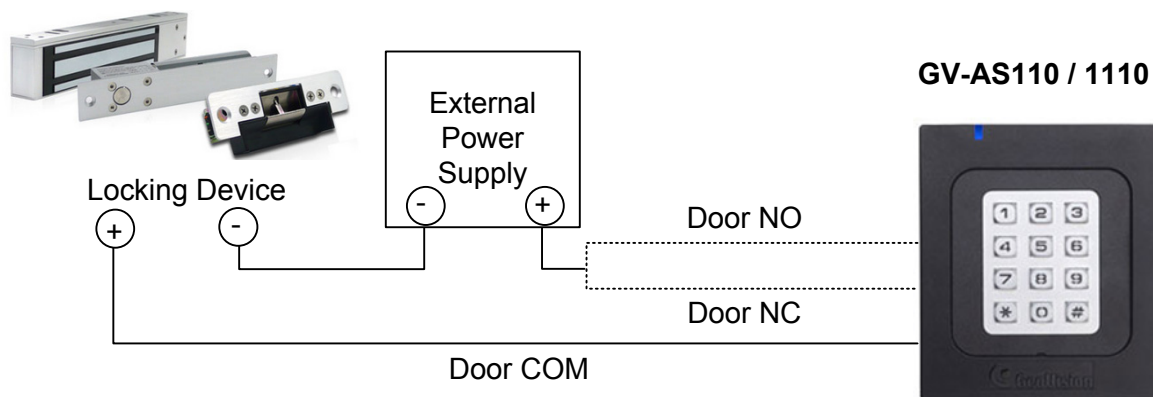 GV-AS110 / 1110
External
Power
Supply
Locking Device
- +
+ -
Door NO
1 2 3
4 5 6
7 8 9
* 0 #
Door NC
Door COM
GeoVision